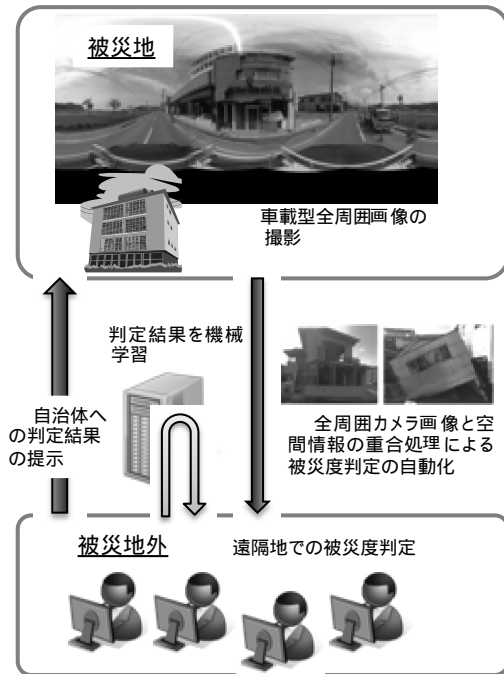 被災地
車載型全周囲画像の
撮影
判定結果を機械
学習
自治体へ
の判定結果
の提示
全周囲カメラ画像と空
間情報の重合処理による
被災度判定の自動化
被災地外
遠隔地での被災度判定